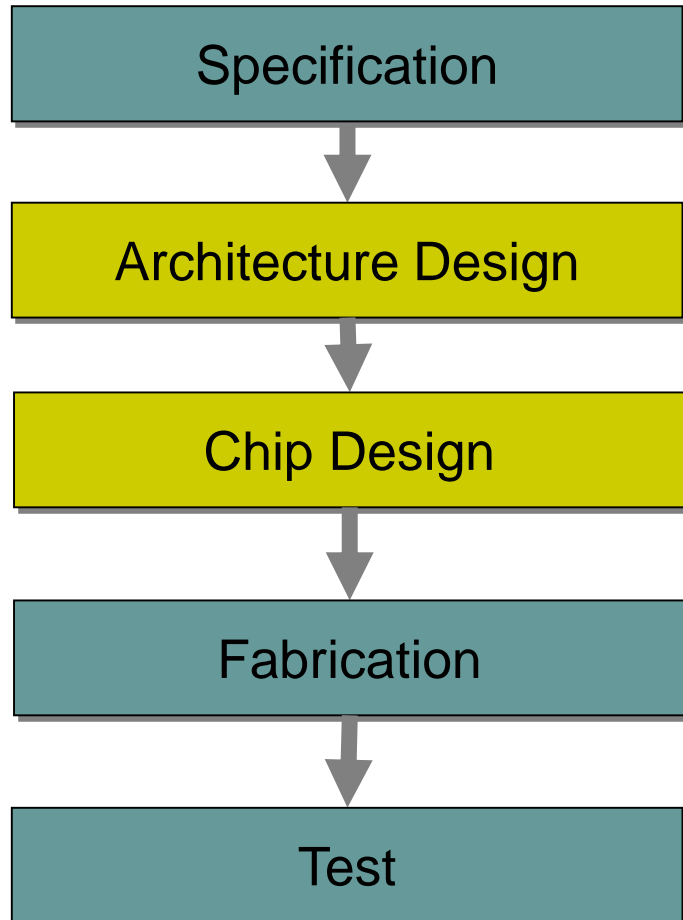 Specification
Architecture Design
Chip Design
Fabrication
Test